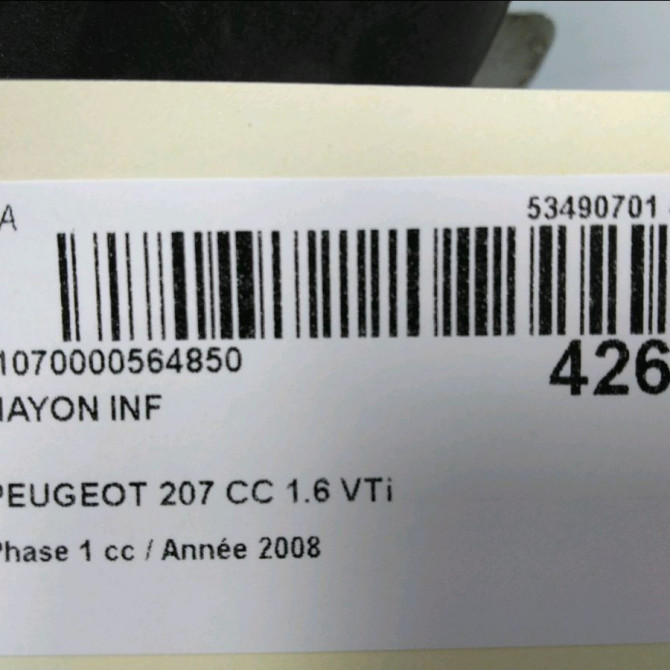 A 53490701
1070000564850 426
HAYON INF
PEUGEOT 207 CC 1.6 VTi
Phase 1 cc / Année 2008